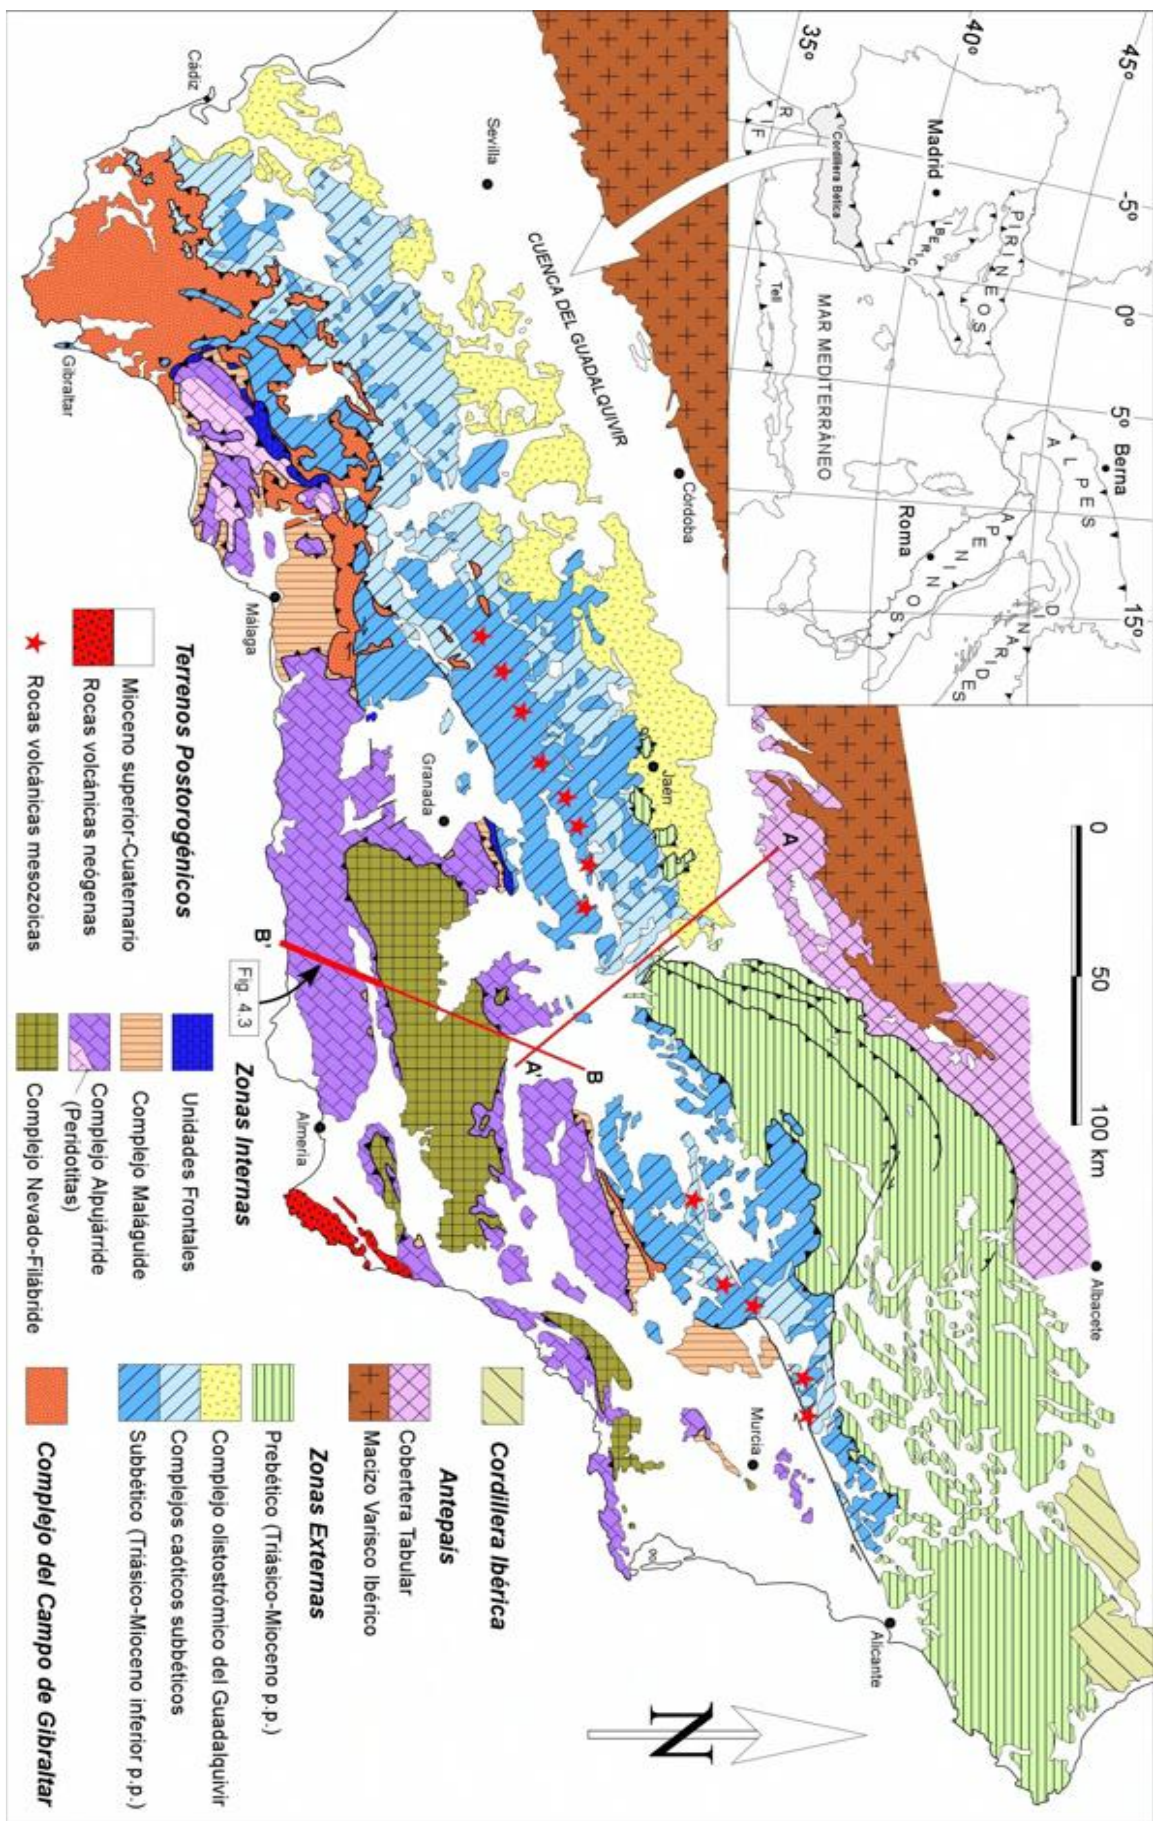 45º
40º
35º
-5º
0º
5º
15º
PIRINEOS
IBERICA
Madrid
Cordillera Bética
RIF
Tell
MAR MEDITERRÁNEO
ALPES
Berna
APENINOS
Roma
DINARIDES
CUENCA DEL GUADALQUIVIR
Cádiz
Sevilla
Córdoba
Gibraltar
Málaga
Jaén
Granada
Almeria
Albacete
Murcia
Alicante
0
50
100 km
A
A'
B
B'
Fig. 4.3
N
Terrenos Postorogénicos
Mioceno superior-Cuaternario
Rocas volcánicas neógenas
Rocas volcánicas mesozoicas
Zonas Internas
Unidades Frontales
Complejo Maláguide
Complejo Alpujárride
(Peridotitas)
Complejo Nevado-Filábride
Cordillera Ibérica
Antepaís
Cobertera Tabular
Macizo Varisco Ibérico
Zonas Externas
Prebético (Triásico-Mioceno p.p.)
Complejo olistostrómico del Guadalquivir
Complejos caóticos subbéticos
Subbético (Triásico-Mioceno inferior p.p.)
Complejo del Campo de Gibraltar